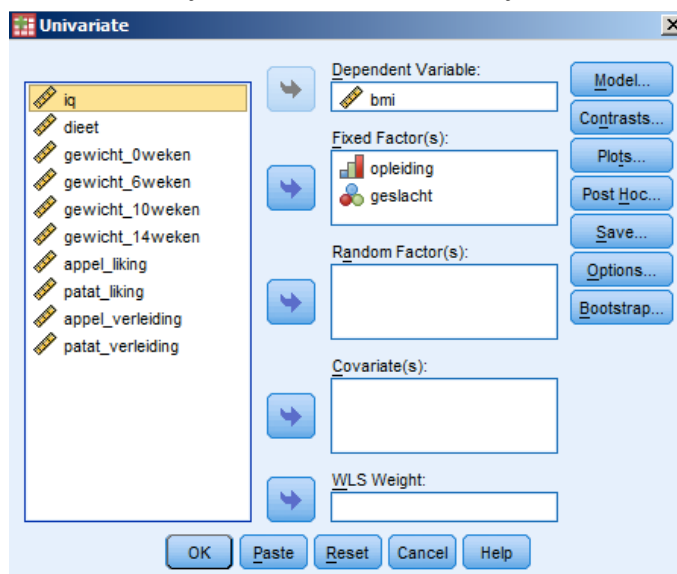 Univariate
iq
dieet
gewicht_0weken
gewicht_6weken
gewicht_10weken
gewicht_14weken
appel_liking
patat_liking
appel_verleiding
patat_verleiding
Dependent Variable:
bmi
Fixed Factor(s):
opleiding
geslacht
Random Factor(s):
Covariate(s):
WLS Weight:
Model...
Contrasts...
Plots...
Post Hoc...
Save...
Options...
Bootstrap...
OK Paste Reset Cancel Help